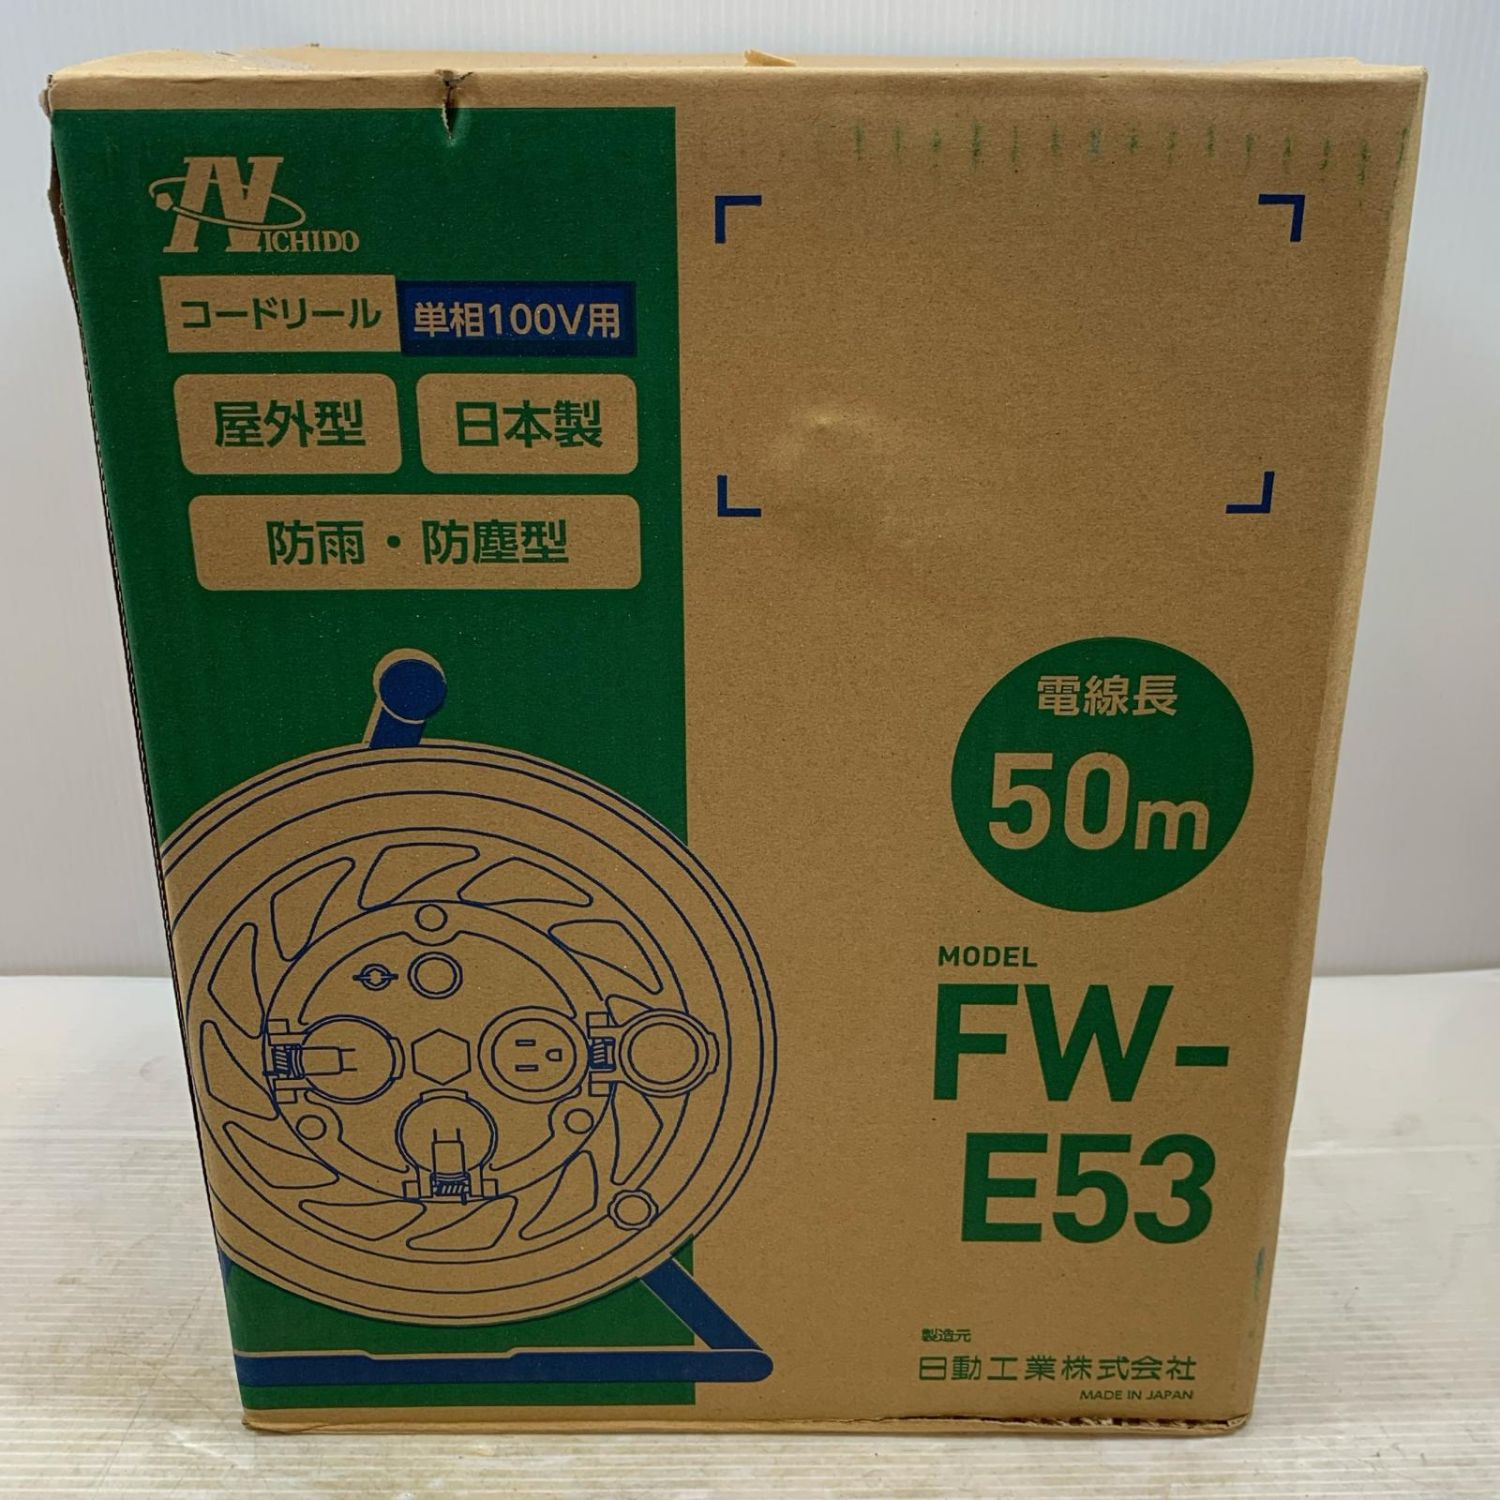 NICHIDO
コードリール
単相100V用
屋外型
日本製
防雨・防塵型
電線長
50m
MODEL
FW-
E53
製造元
日動工業株式会社
MADE IN JAPAN